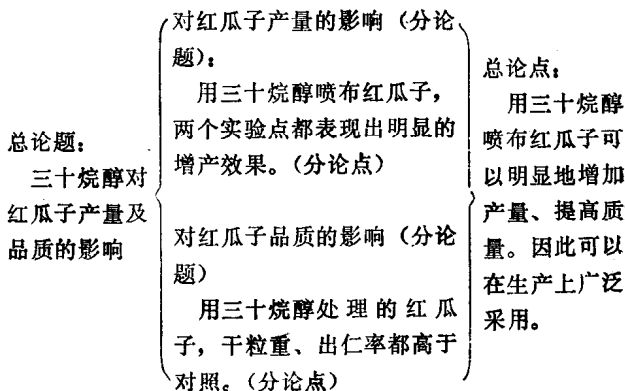 总论题：
三十烷醇对
红瓜子产量及
品质的影响
对红瓜子产量的影响（分论
题）：
用三十烷醇喷布红瓜子，
两个实验点都表现出明显的
增产效果。（分论点）
对红瓜子品质的影响（分论
题）
用三十烷醇处理的红瓜
子，干粒重、出仁率都高于
对照。（分论点）
总论点：
用三十烷醇
喷布红瓜子可
以明显地增加
产量、提高质
量。因此可以
在生产上广泛
采用。